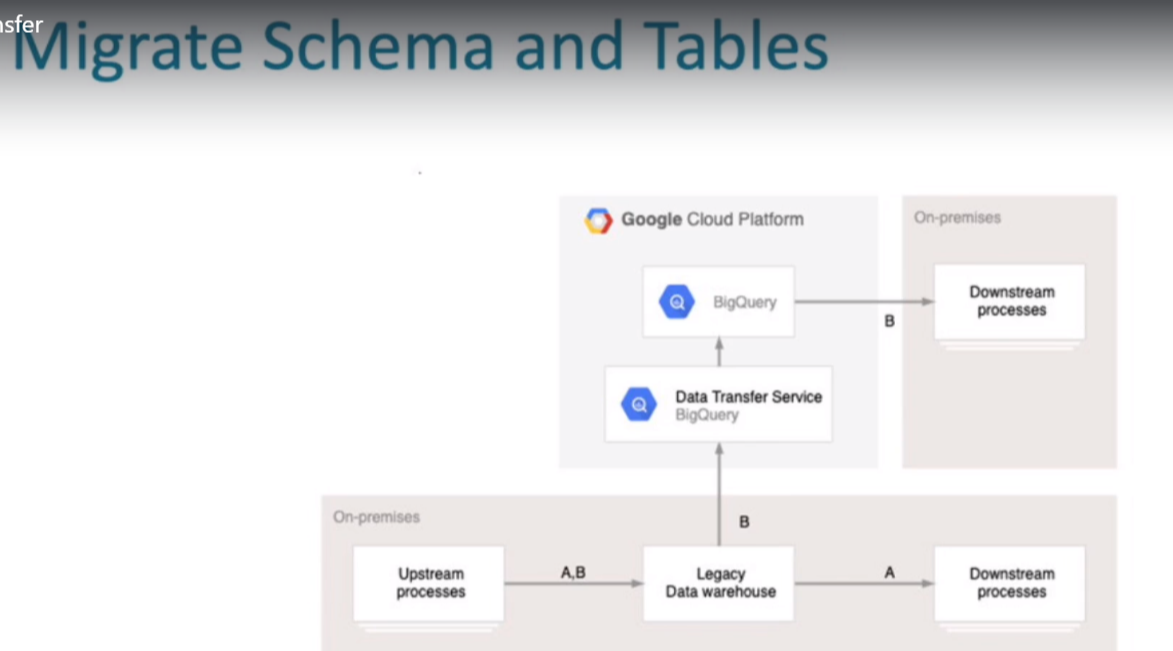 nsfer
Migrate Schema and Tables
Google Cloud Platform
On-premises
BigQuery
Downstream
processes
B
Data Transfer Service
BigQuery
On-premises
B
Upstream
processes
A,B
Legacy
Data warehouse
A
Downstream
processes